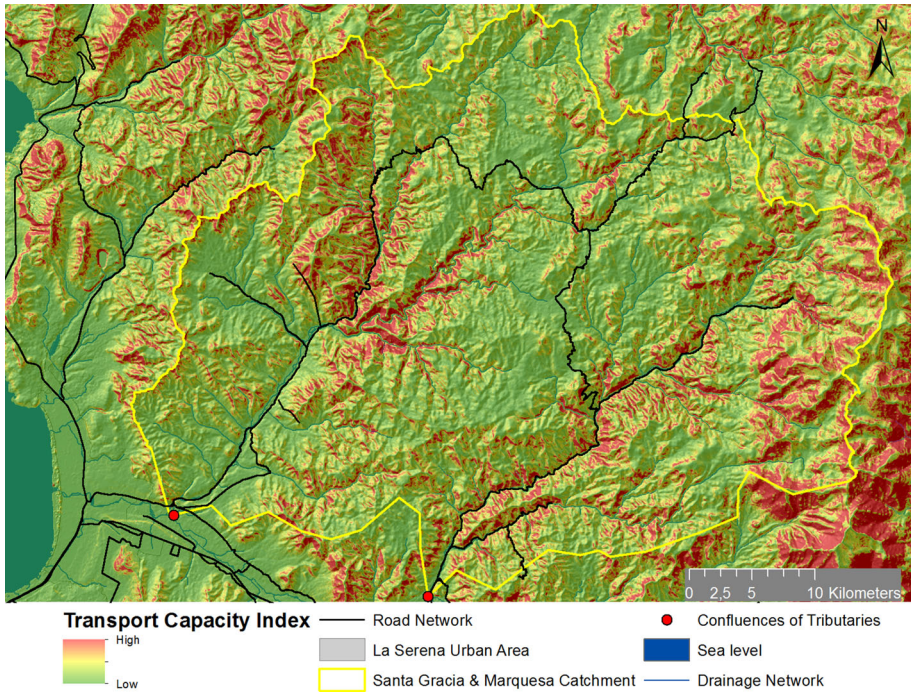 N
0 2,5 5 10 Kilometers
Transport Capacity Index
High
Low
Road Network
La Serena Urban Area
Santa Gracia & Marquesa Catchment
Confluences of Tributaries
Sea level
Drainage Network